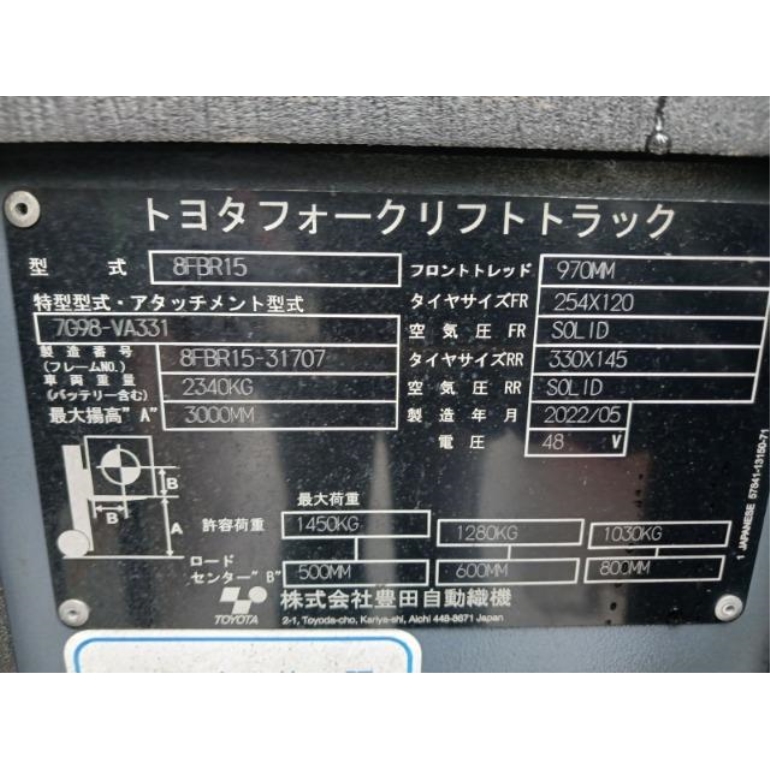 トヨタフォークリフトトラック
型 式 8FBR15 フロントトレッド 970MM
特型型式・アタッチメント型式 タイヤサイズFR 254X120
7G98-VA331 空気圧 FR SOLID
製造番号 (フレームNO.) 8FBR15-31707 タイヤサイズRR 330X145
車両重量 (バッテリー含む) 2340KG 空気圧 RR SOLID
最大揚高"A" 3000MM 製造年月 2022/05
電圧 48 V
B
B
A
最大荷重
許容荷重 1450KG 1280KG 1030KG
ロードセンター"B" 500MM 600MM 800MM
TOYOTA 株式会社豊田自動織機
2-1, Toyoda-cho, Kariya-shi, Aichi 448-8671 Japan
1 JAPANESE 57841-13150-71